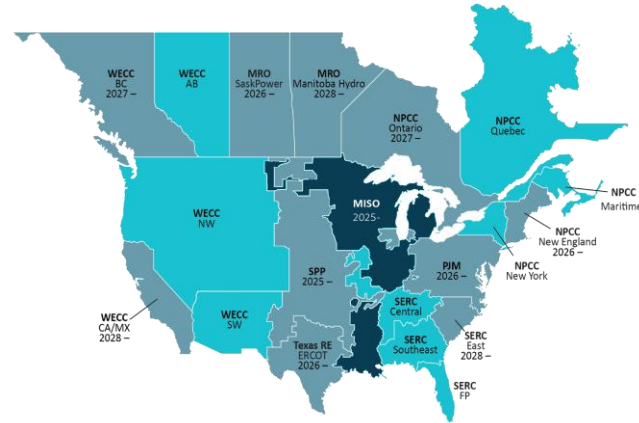 WECC
BC
2027 –
WECC
AB
MRO
SaskPower
2026 –
MRO
Manitoba Hydro
2028 –
NPCC
Ontario
2027 –
NPCC
Quebec
NPCC
Maritime
NPCC
New England
2026 –
NPCC
New York
WECC
NW
MISO
2025-
SPP
2025 –
PJM
2026 –
WECC
CA/MX
2028 –
WECC
SW
SERC
Central
SERC
East
2028 –
SERC
Southeast
Texas RE
ERCOT
2026 –
SERC
FP